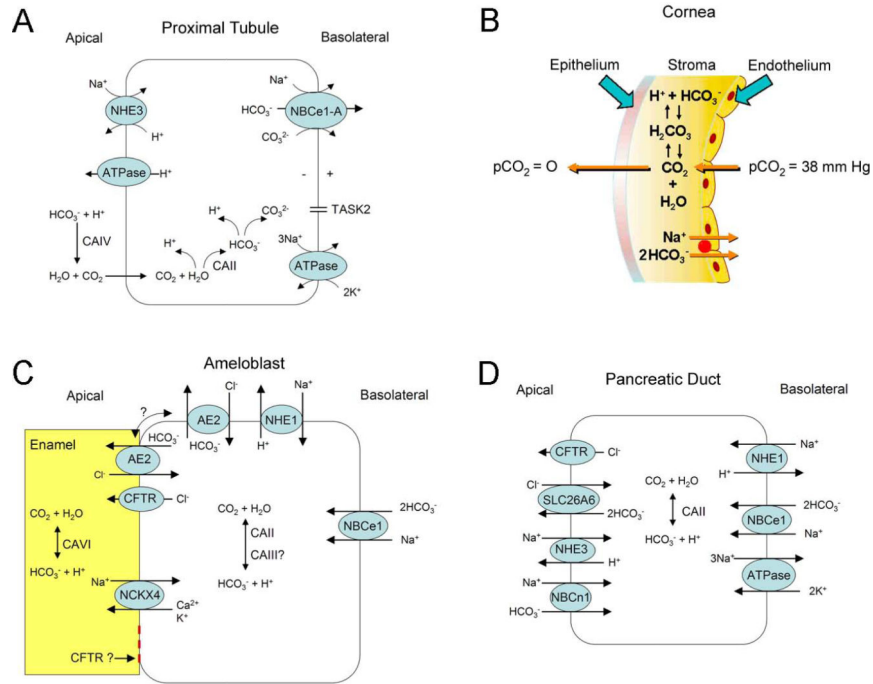 A
Proximal Tubule
Apical
Basolateral
Na⁺
NHE3
H⁺
ATPase
H⁺
HCO₃⁻ + H⁺
CAIV
H₂O + CO₂
CO₂ + H₂O
H⁺
CAII
HCO₃⁻
H⁺
CO₃²⁻
Na⁺
HCO₃⁻
NBCe1-A
CO₃²⁻
- +
TASK2
3Na⁺
ATPase
2K⁺
B
Cornea
Epithelium
Stroma
Endothelium
H⁺ + HCO₃⁻
H₂CO₃
pCO₂ = O
CO₂
pCO₂ = 38 mm Hg
+
H₂O
Na⁺
2HCO₃⁻
C
Ameloblast
Apical
Basolateral
?
Cl⁻
Na⁺
AE2
NHE1
HCO₃⁻
H⁺
Enamel
HCO₃⁻
AE2
Cl⁻
CFTR
Cl⁻
CO₂ + H₂O
CAVI
HCO₃⁻ + H⁺
CO₂ + H₂O
CAII
CAIII?
HCO₃⁻ + H⁺
2HCO₃⁻
NBCe1
Na⁺
Na⁺
NCKX4
Ca²⁺
K⁺
CFTR ?
D
Pancreatic Duct
Apical
Basolateral
CFTR
Cl⁻
Cl⁻
SLC26A6
2HCO₃⁻
Na⁺
NHE3
H⁺
Na⁺
NBCn1
HCO₃⁻
CO₂ + H₂O
CAII
HCO₃⁻ + H⁺
Na⁺
NHE1
H⁺
2HCO₃⁻
NBCe1
Na⁺
3Na⁺
ATPase
2K⁺